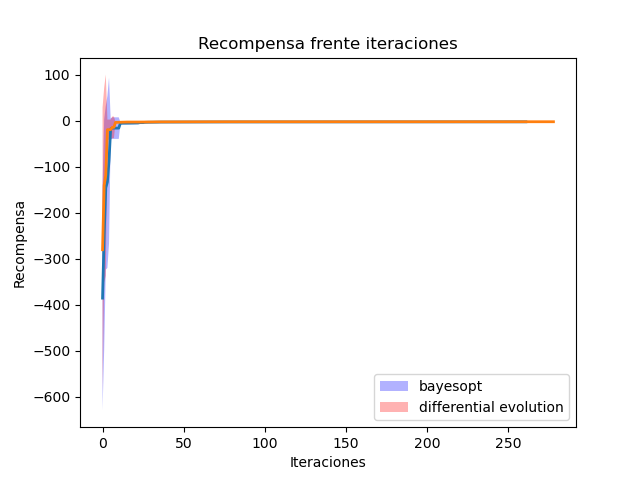 Recompensa frente iteraciones
100
0
−100
−200
−300
−400
−500
−600
Recompensa
0
50
100
150
200
250
Iteraciones
bayesopt
differential evolution